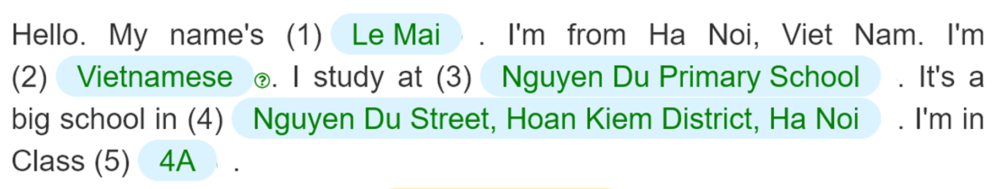 Hello. My name's (1) Le Mai . I'm from Ha Noi, Viet Nam. I'm
(2) Vietnamese ?. I study at (3) Nguyen Du Primary School . It's a
big school in (4) Nguyen Du Street, Hoan Kiem District, Ha Noi . I'm in
Class (5) 4A .